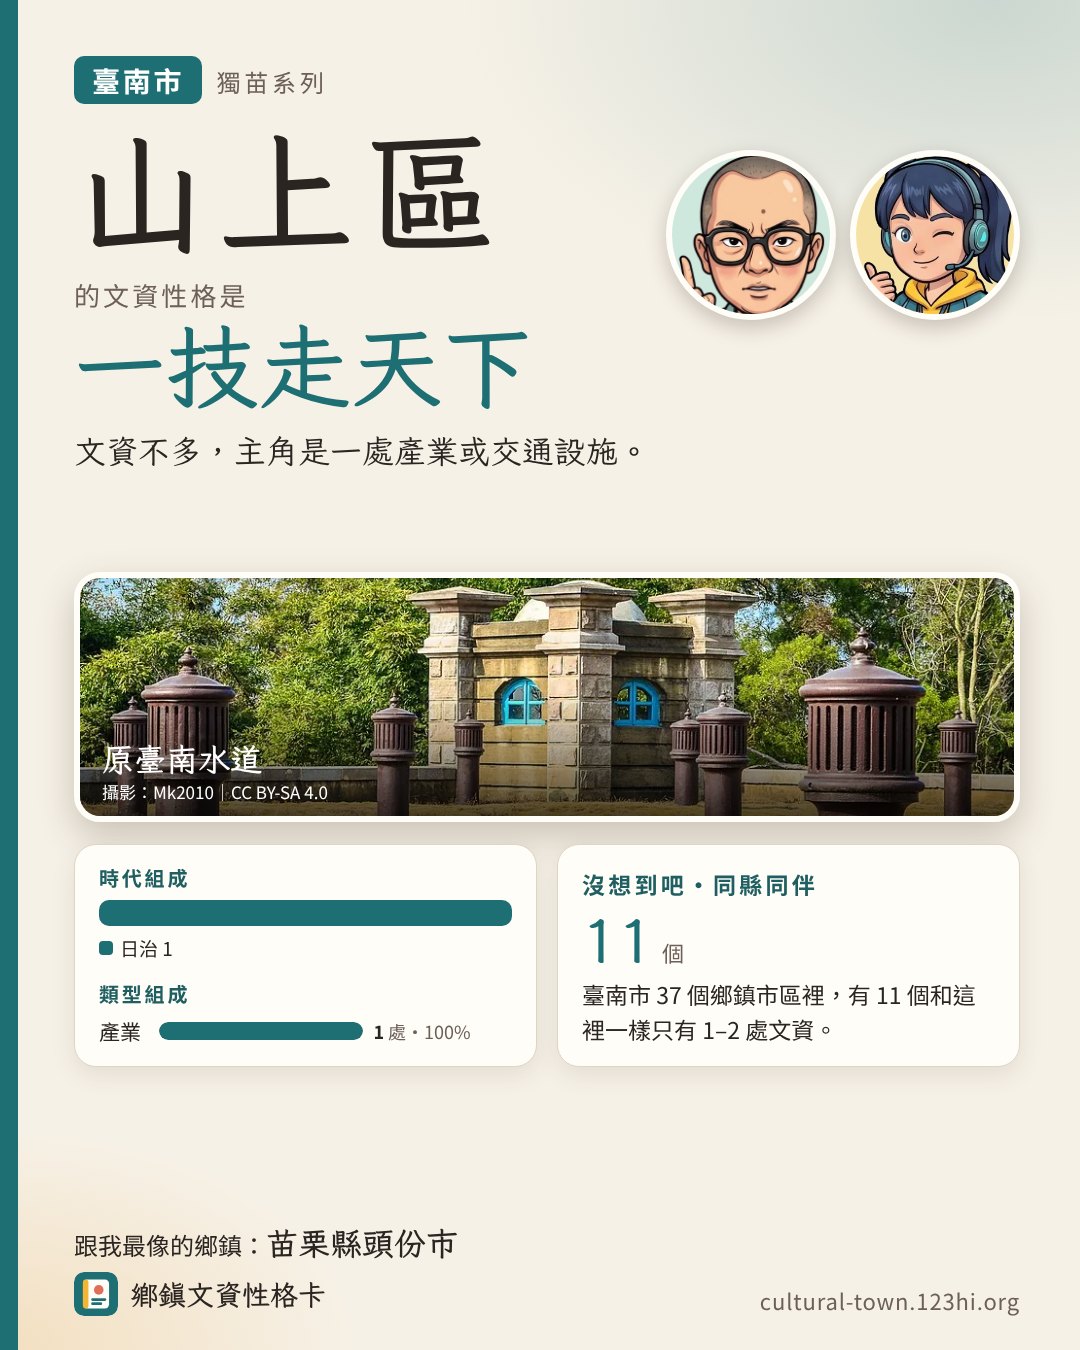 臺南市 獨苗系列
山上區
的文資性格是
一技走天下
文資不多，主角是一處產業或交通設施。
原臺南水道
攝影：Mk2010｜CC BY-SA 4.0
時代組成
日治 1
類型組成
產業 1 處・100%
沒想到吧・同縣同伴
11 個
臺南市 37 個鄉鎮市區裡，有 11 個和這
裡一樣只有 1–2 處文資。
跟我最像的鄉鎮：苗栗縣頭份市
鄉鎮文資性格卡
cultural-town.123hi.org